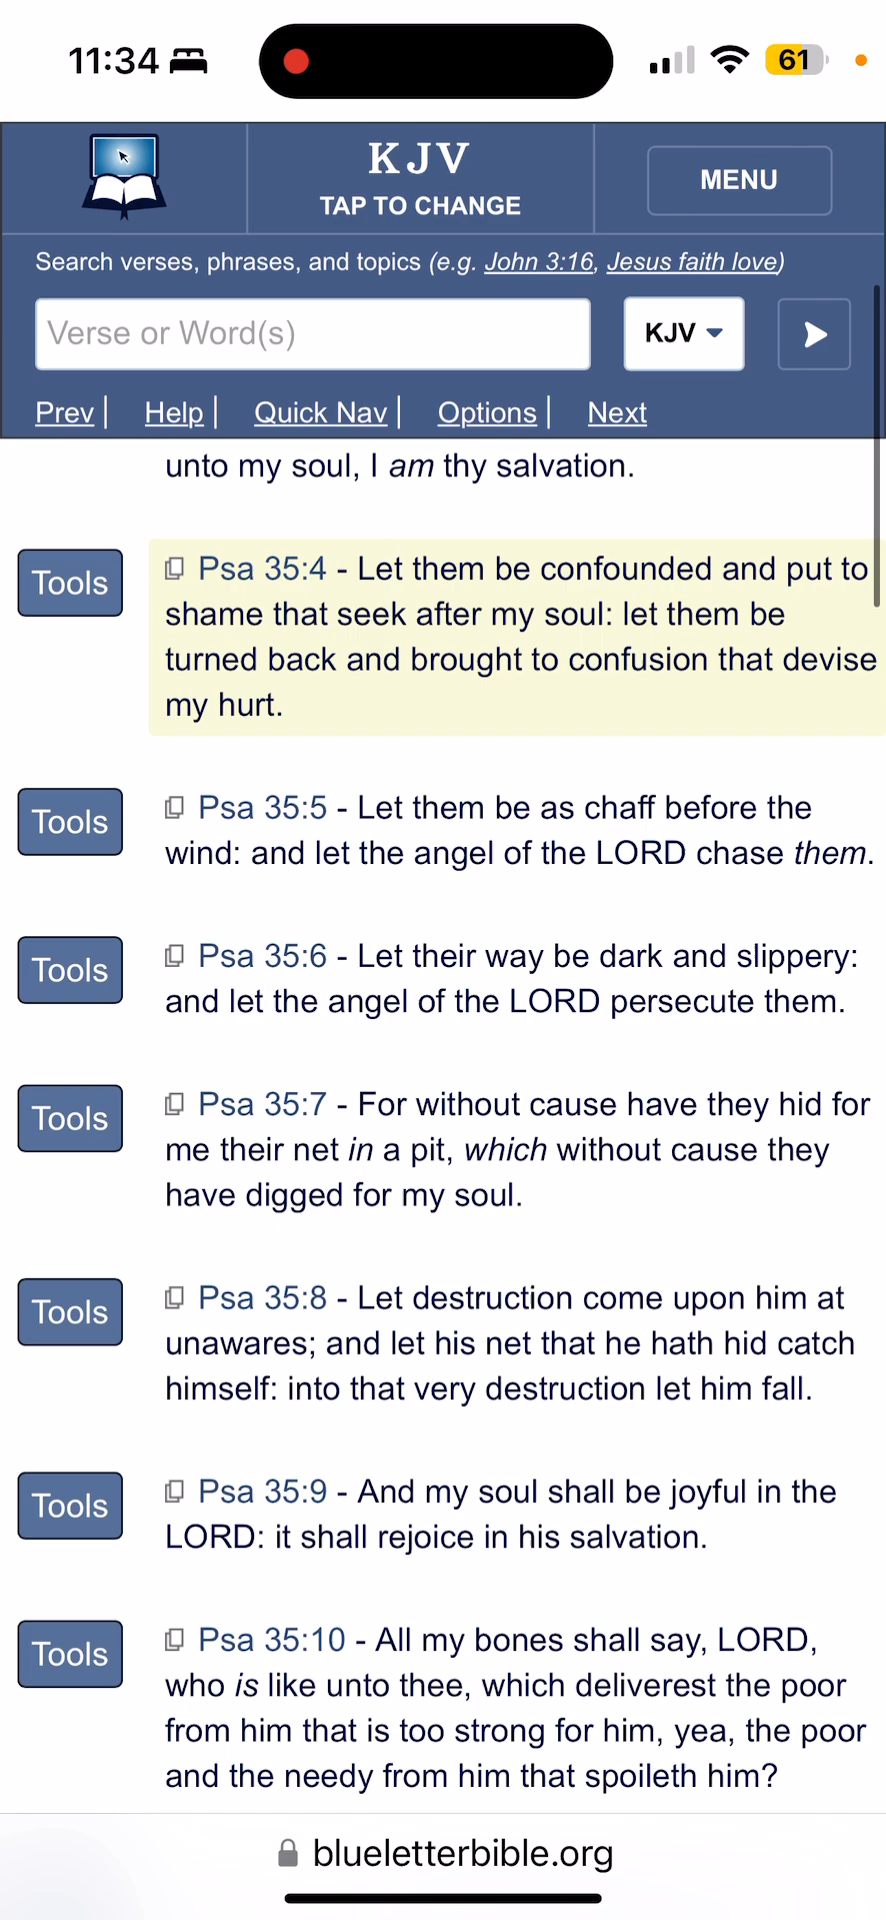 11:34
61
KJV
TAP TO CHANGE
MENU
Search verses, phrases, and topics (e.g. John 3:16, Jesus faith love)
Verse or Word(s)
KJV
Prev | Help | Quick Nav | Options | Next
unto my soul, I am thy salvation.
Tools
Psa 35:4 - Let them be confounded and put to
shame that seek after my soul: let them be
turned back and brought to confusion that devise
my hurt.
Tools
Psa 35:5 - Let them be as chaff before the
wind: and let the angel of the LORD chase them.
Tools
Psa 35:6 - Let their way be dark and slippery:
and let the angel of the LORD persecute them.
Tools
Psa 35:7 - For without cause have they hid for
me their net in a pit, which without cause they
have digged for my soul.
Tools
Psa 35:8 - Let destruction come upon him at
unawares; and let his net that he hath hid catch
himself: into that very destruction let him fall.
Tools
Psa 35:9 - And my soul shall be joyful in the
LORD: it shall rejoice in his salvation.
Tools
Psa 35:10 - All my bones shall say, LORD,
who is like unto thee, which deliverest the poor
from him that is too strong for him, yea, the poor
and the needy from him that spoileth him?
blueletterbible.org